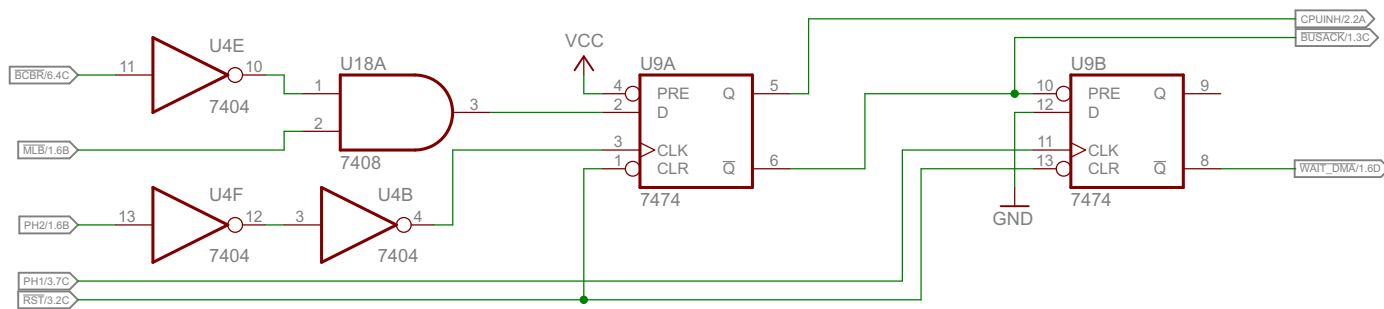 CPUINH/2.2A
BUSACK/1.3C
U4E
VCC
U18A
U9A
U9B
BCBR/6.4C
11
10
1
3
4
PRE
Q
5
10
PRE
Q
9
2
D
12
D
7404
2
MLB/1.6B
7408
3
CLK
11
CLK
1
CLR
Q
6
13
CLR
Q
8
WAIT_DMA/1.6D
U4F
U4B
7474
7474
PH2/1.6B
13
12
3
4
GND
7404
7404
PH1/3.7C
RST/3.2C